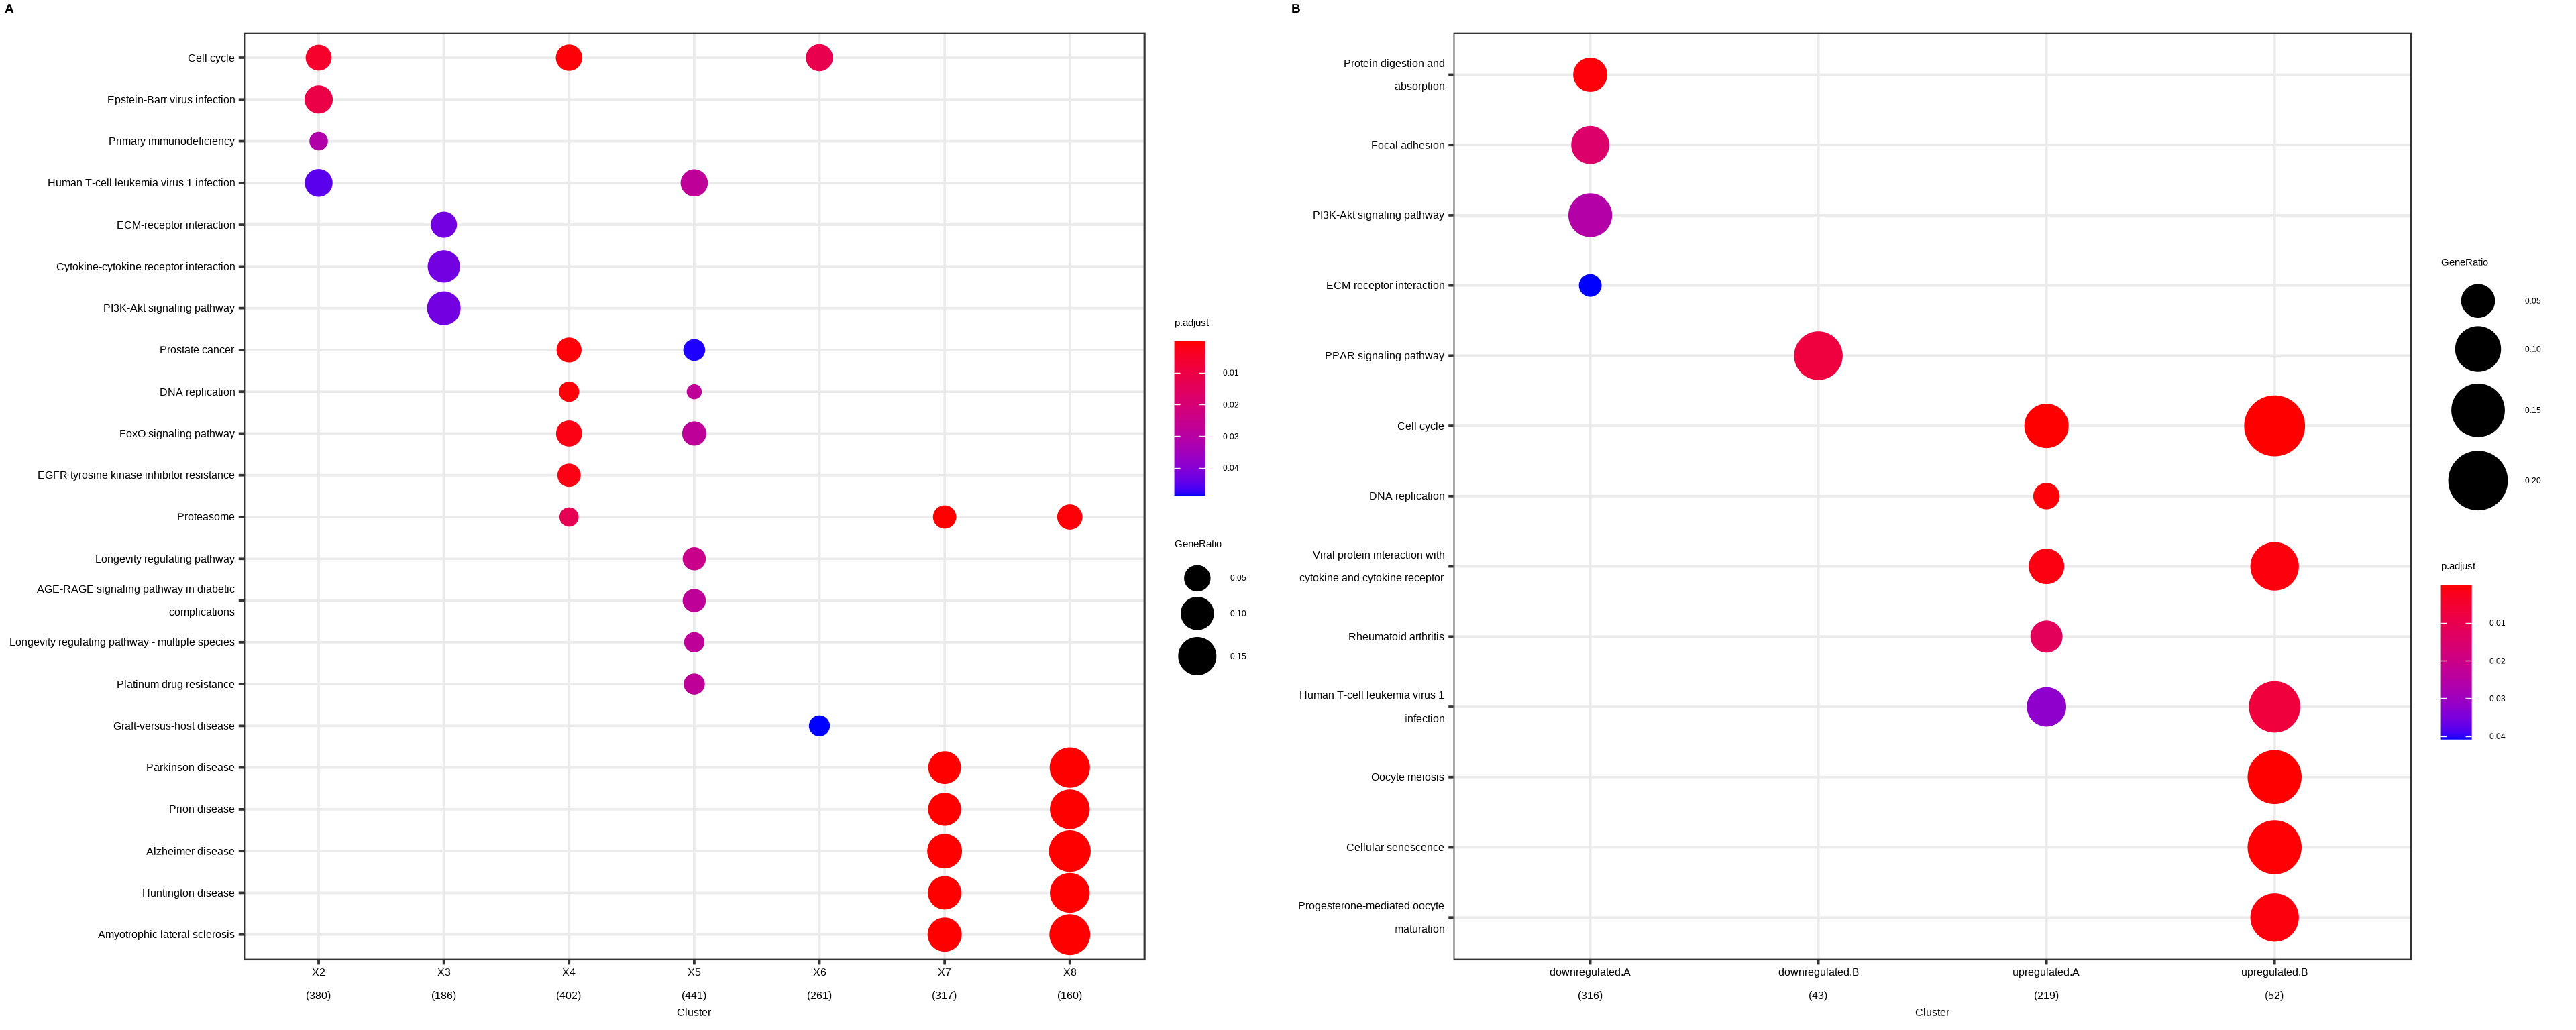 A
Cell cycle
Epstein-Barr virus infection
Primary immunodeficiency
Human T-cell leukemia virus 1 infection
ECM-receptor interaction
Cytokine-cytokine receptor interaction
PI3K-Akt signaling pathway
Prostate cancer
DNA replication
FoxO signaling pathway
EGFR tyrosine kinase inhibitor resistance
Proteasome
Longevity regulating pathway
AGE-RAGE signaling pathway in diabetic
complications
Longevity regulating pathway - multiple species
Platinum drug resistance
Graft-versus-host disease
Parkinson disease
Prion disease
Alzheimer disease
Huntington disease
Amyotrophic lateral sclerosis
X2 X3 X4 X5 X6 X7 X8
(380) (186) (402) (441) (261) (317) (160)
Cluster
p.adjust
0.01
0.02
0.03
0.04
GeneRatio
0.05
0.10
0.15
B
Protein digestion and
absorption
Focal adhesion
PI3K-Akt signaling pathway
ECM-receptor interaction
PPAR signaling pathway
Cell cycle
DNA replication
Viral protein interaction with
cytokine and cytokine receptor
Rheumatoid arthritis
Human T-cell leukemia virus 1
infection
Oocyte meiosis
Cellular senescence
Progesterone-mediated oocyte
maturation
downregulated.A downregulated.B upregulated.A upregulated.B
(316) (43) (219) (52)
Cluster
GeneRatio
0.05
0.10
0.15
0.20
p.adjust
0.01
0.02
0.03
0.04